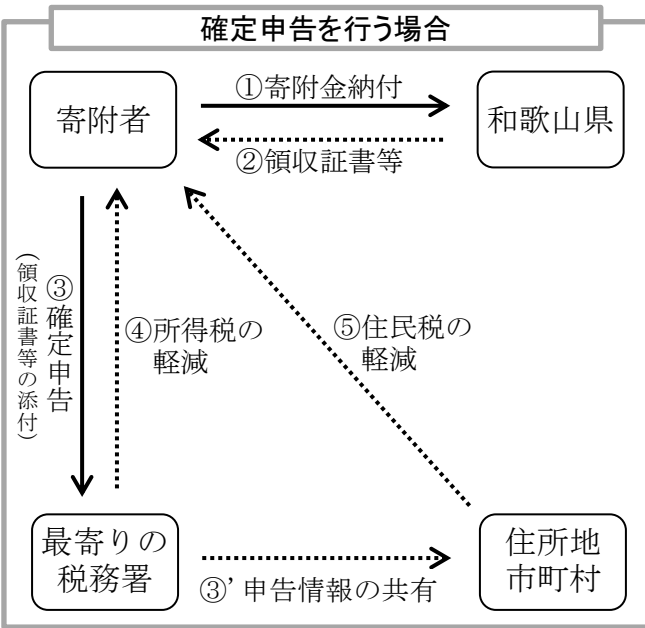 確定申告を行う場合
寄附者
①寄附金納付
和歌山県
②領収証書等
③確定申告
(領収証書等の添付)
④所得税の
軽減
⑤住民税の
軽減
最寄りの
税務署
③’申告情報の共有
住所地
市町村